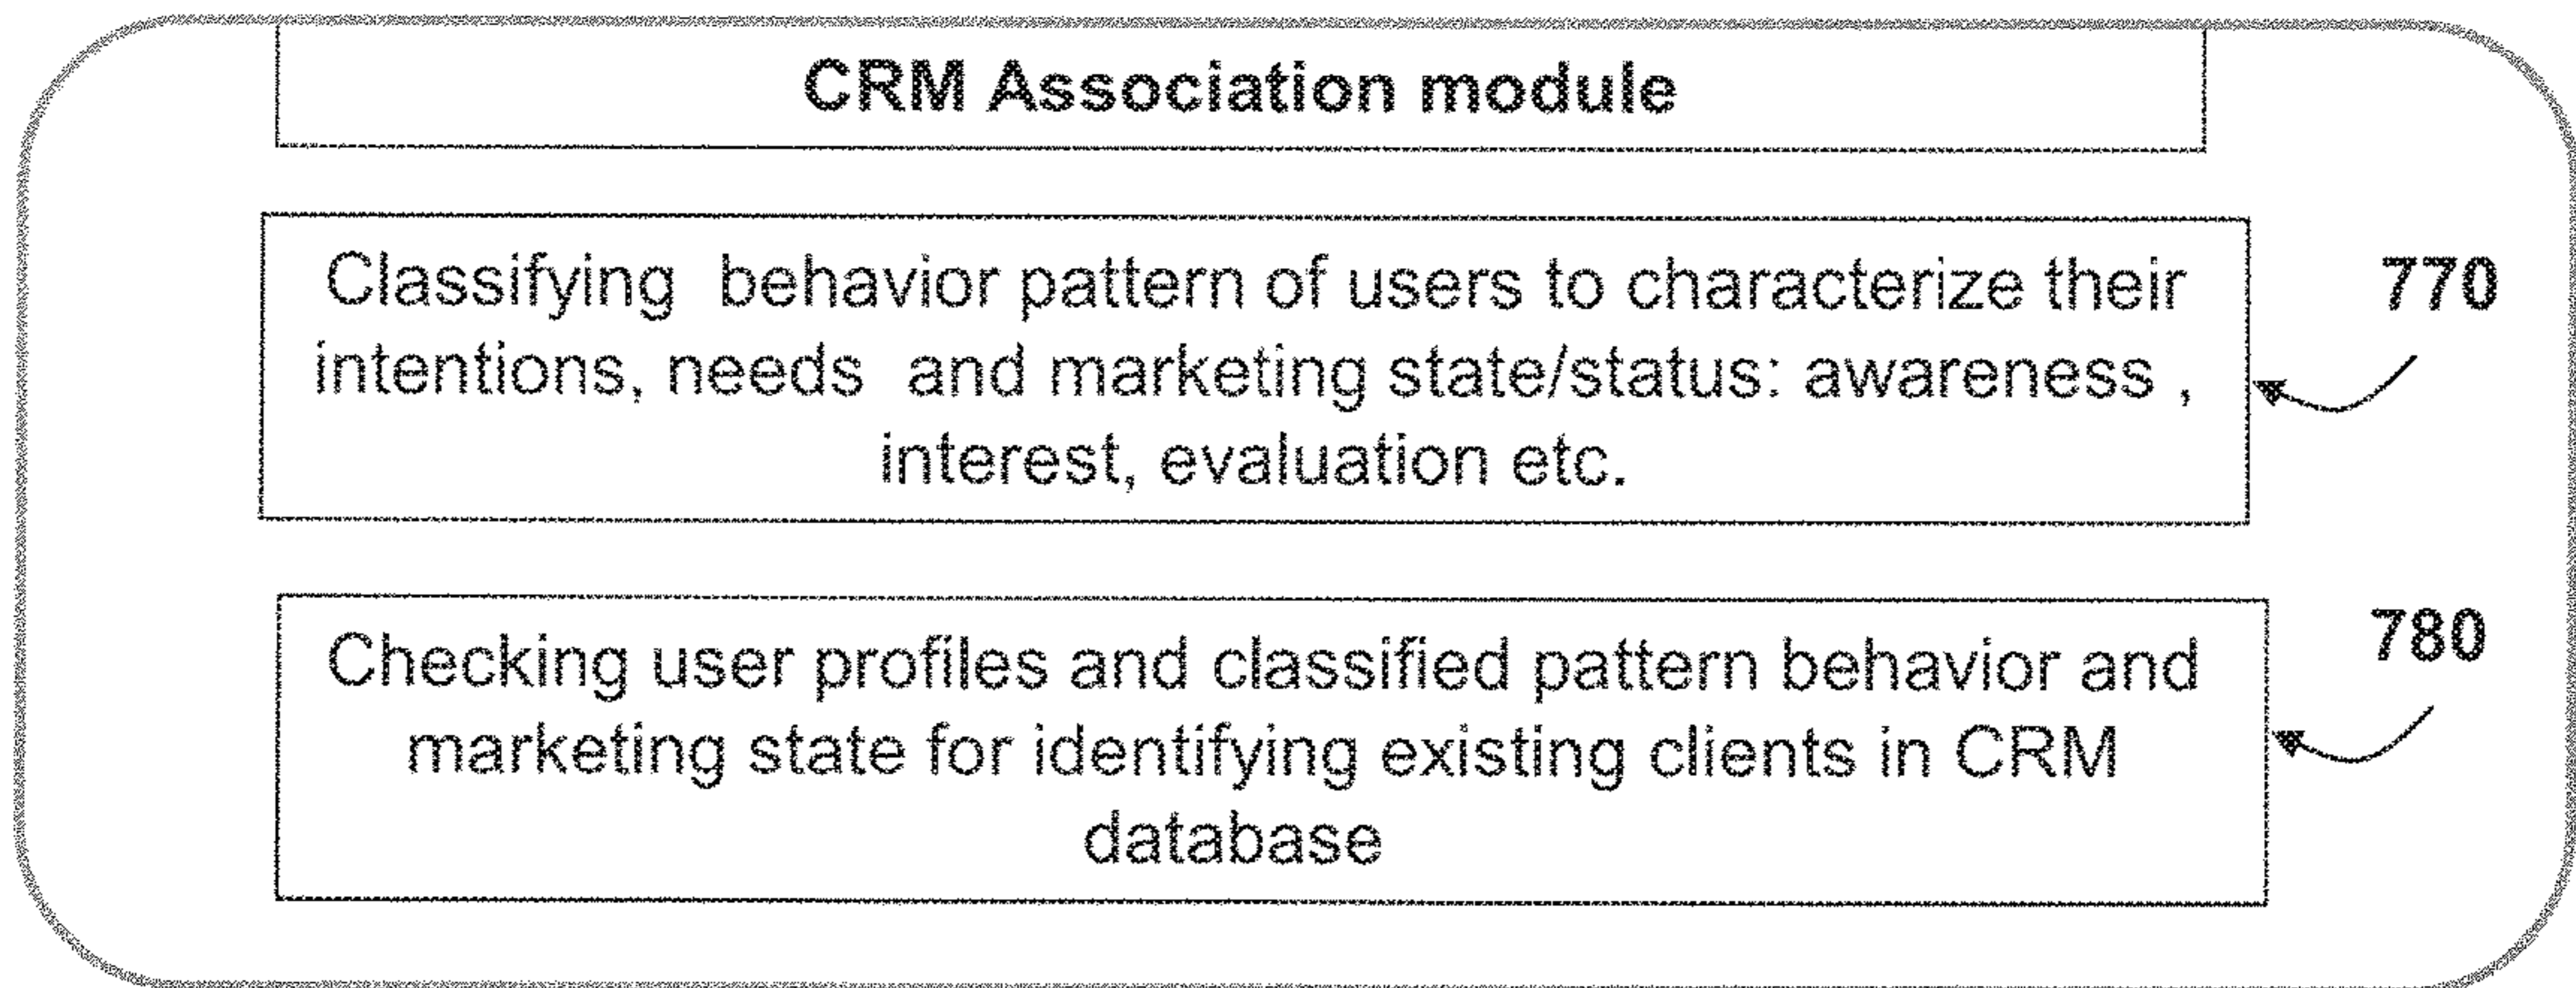 CRM Association module
Classifying behavior pattern of users to characterize their
770
intentions, needs and marketing state/status: awareness ,
interest, evaluation etc.
Checking user profiles and classified pattern behavior and
780
marketing state for identifying existing clients in CRM
database